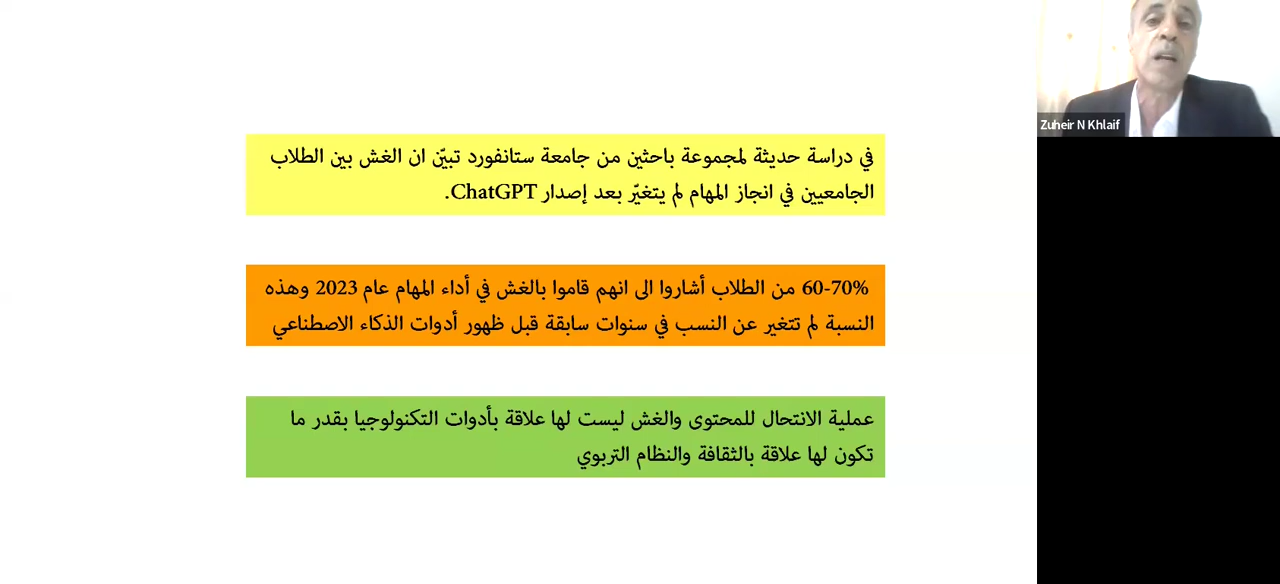 في دراسة حديثة لمجموعة باحثين من جامعة ستانفورد تبيّن ان الغش بين الطلاب
الجامعيين في انجاز المهام لم يتغيّر بعد إصدار ChatGPT.
60-70% من الطلاب أشاروا الى انهم قاموا بالغش في أداء المهام عام 2023 وهذه
النسبة لم تتغير عن النسب في سنوات سابقة قبل ظهور أدوات الذكاء الاصطناعي
عملية الانتحال للمحتوى والغش ليست لها علاقة بأدوات التكنولوجيا بقدر ما
تكون لها علاقة بالثقافة والنظام التربوي
Zuheir N Khlaif